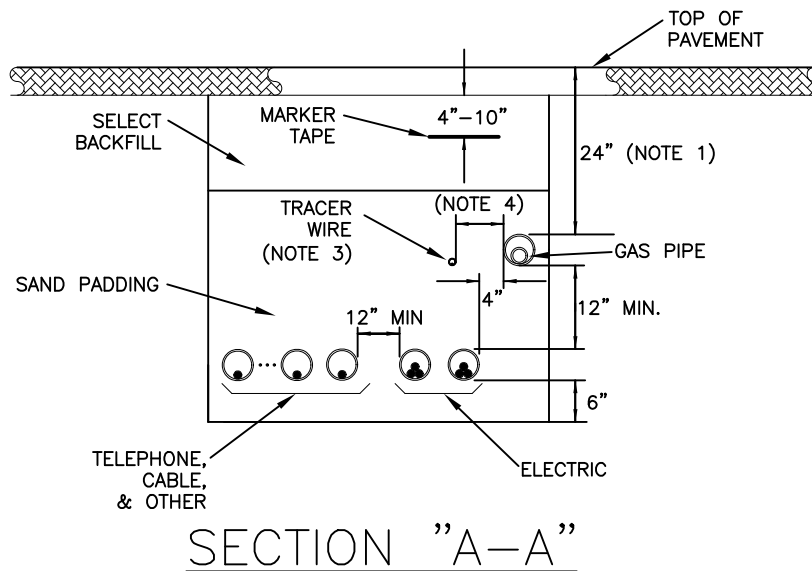 TOP OF
PAVEMENT
SELECT
BACKFILL
MARKER
TAPE
4"-10"
24" (NOTE 1)
TRACER
WIRE
(NOTE 3)
(NOTE 4)
GAS PIPE
SAND PADDING
4"
12" MIN.
12" MIN
6"
TELEPHONE,
CABLE,
& OTHER
ELECTRIC
SECTION "A-A"